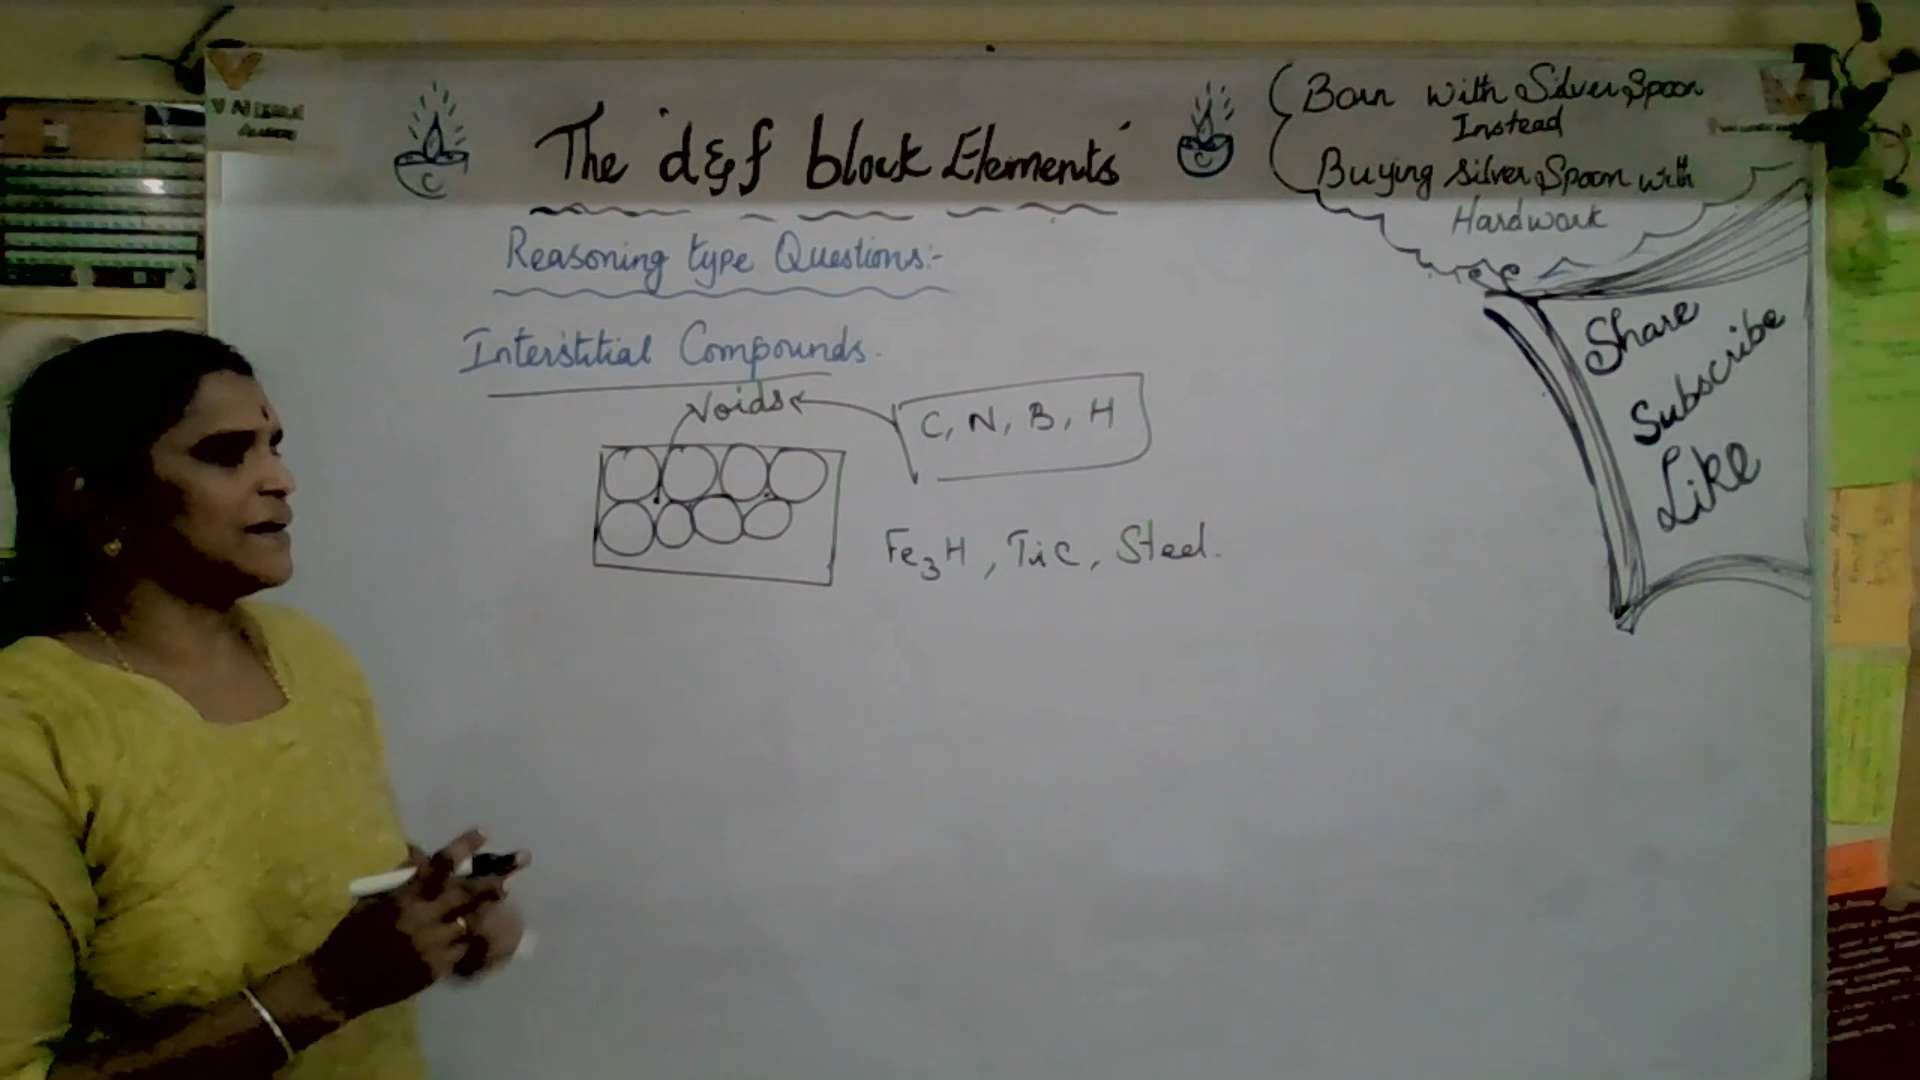 The d&f block Elements
Born with Silver Spoon
Instead
Buying Silver Spoon with
Hardwork
Reasoning type Questions:-
Interstitial Compounds.
Voids
C, N, B, H
Fe3H, TiC, Steel.
Share
Subscribe
Like
C
C